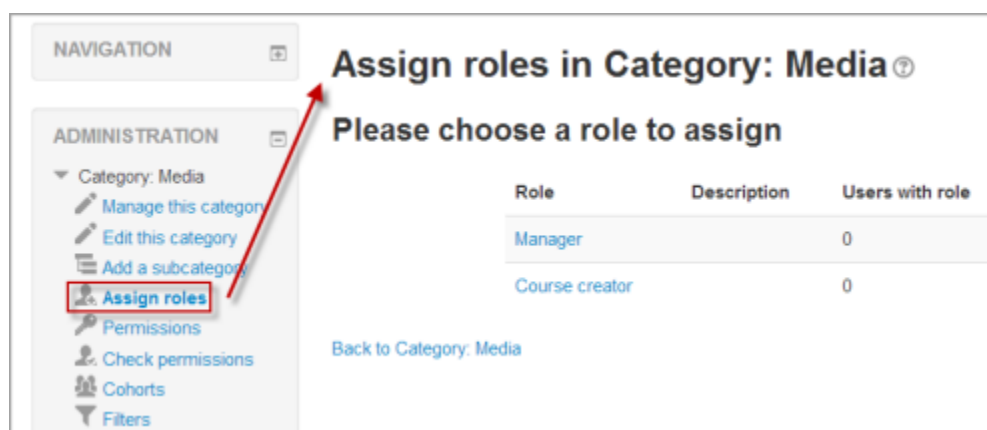 NAVIGATION
ADMINISTRATION
Category: Media
Manage this category
Edit this category
Add a subcategory
Assign roles
Permissions
Check permissions
Cohorts
Filters
Assign roles in Category: Media
Please choose a role to assign
Role Description Users with role
Manager 0
Course creator 0
Back to Category: Media